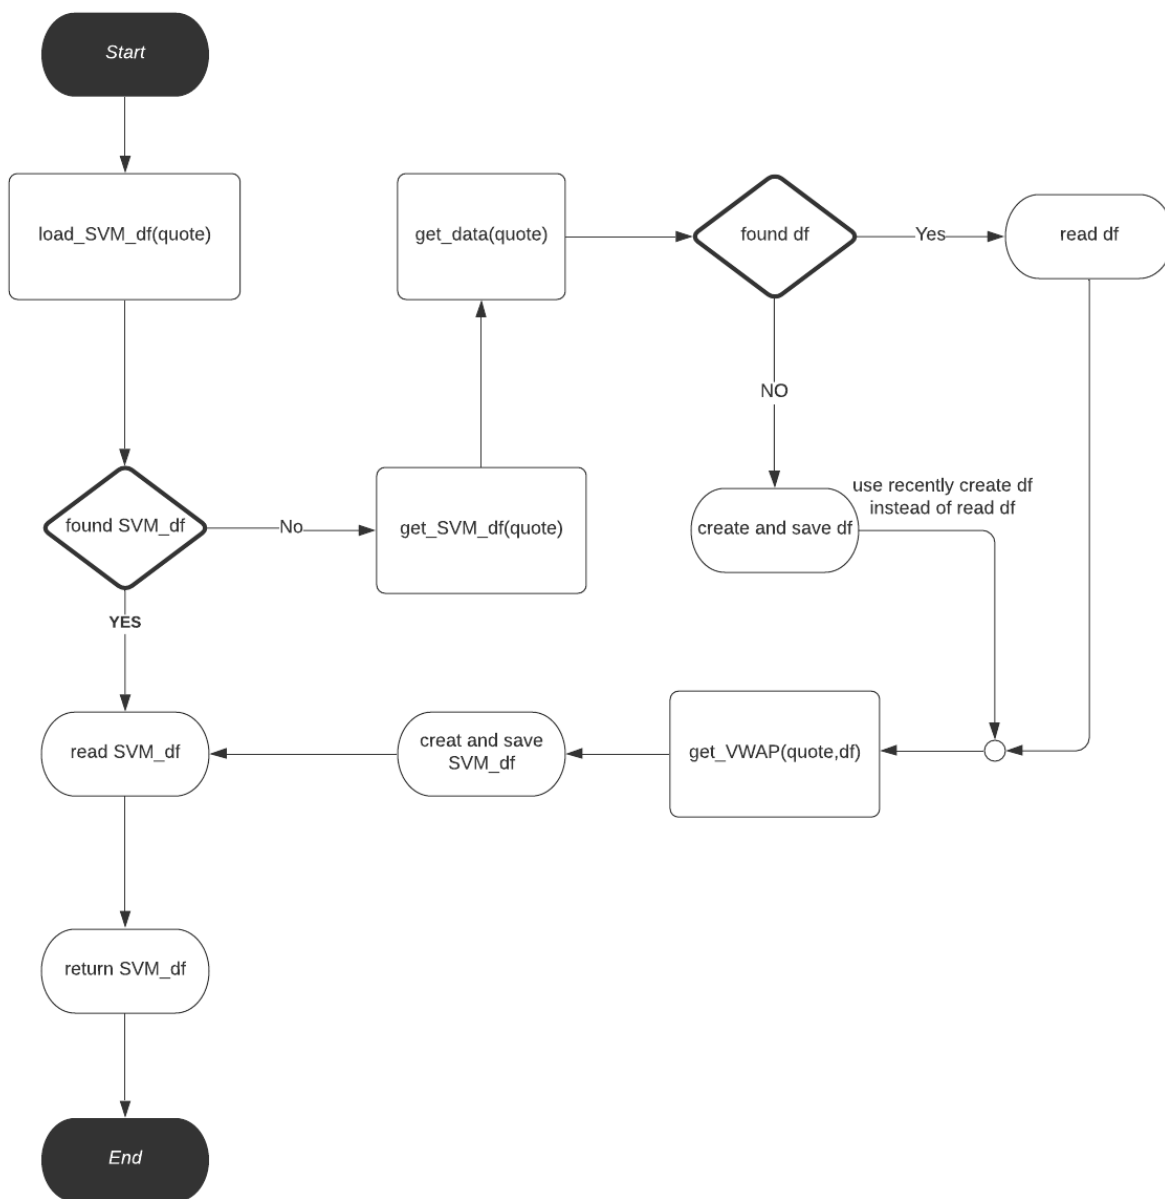 Start
load_SVM_df(quote)
get_data(quote)
found df
Yes
read df
NO
use recently create df
instead of read df
found SVM_df
No
get_SVM_df(quote)
create and save df
YES
read SVM_df
creat and save
SVM_df
get_VWAP(quote,df)
return SVM_df
End